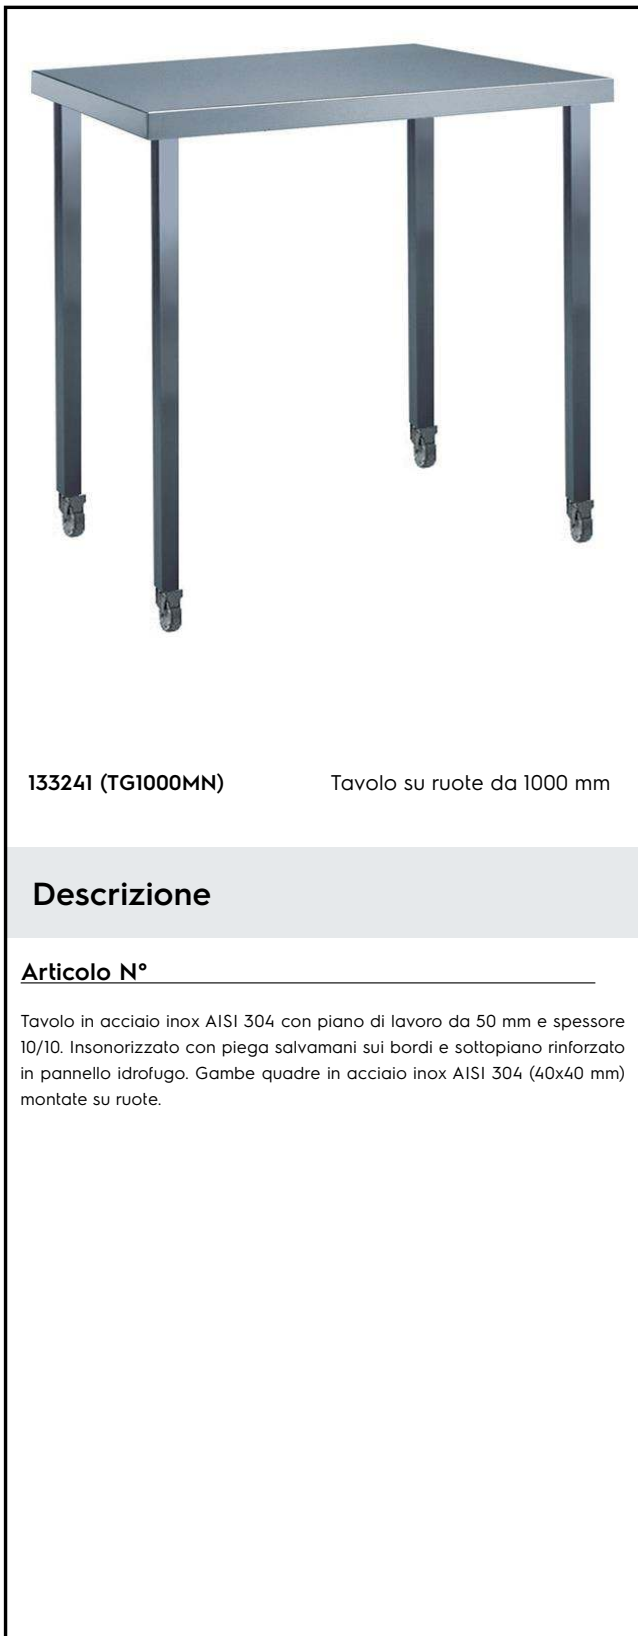 133241 (TG1000MN) Tavolo su ruote da 1000 mm
Descrizione
Articolo N°
Tavolo in acciaio inox AISI 304 con piano di lavoro da 50 mm e spessore
10/10. Insonorizzato con piega salvamani sui bordi e sottopiano rinforzato
in pannello idrofugo. Gambe quadre in acciaio inox AISI 304 (40x40 mm)
montate su ruote.